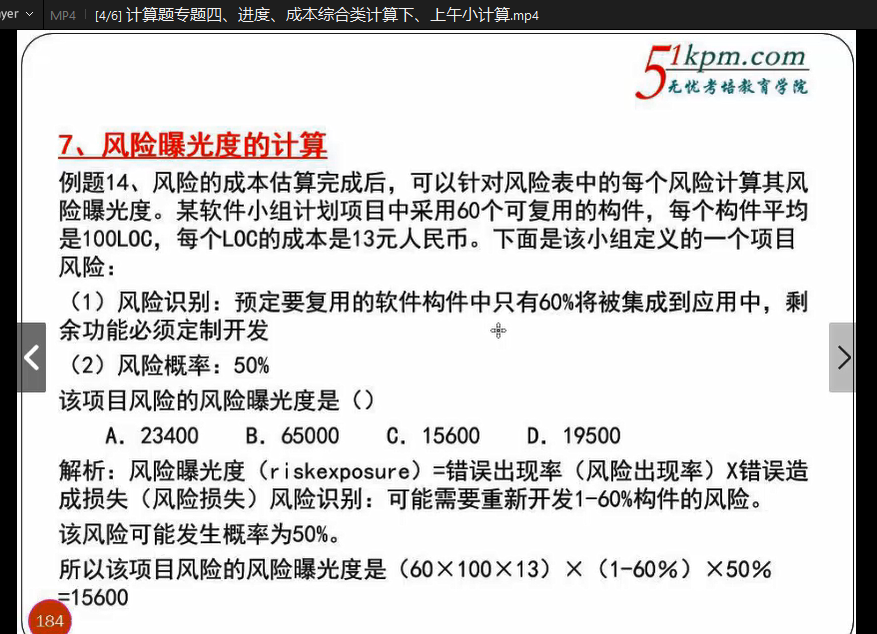 yer
MP4 | [4/6] 计算题专题四、进度、成本综合类计算下、上午小计算.mp4
51kpm.com
无忧考培教育学院
7、风险曝光度的计算
例题14、风险的成本估算完成后，可以针对风险表中的每个风险计算其风
险曝光度。某软件小组计划项目中采用60个可复用的构件，每个构件平均
是100LOC，每个LOC的成本是13元人民币。下面是该小组定义的一个项目
风险：
（1）风险识别：预定要复用的软件构件中只有60%将被集成到应用中，剩
余功能必须定制开发
（2）风险概率：50%
该项目风险的风险曝光度是（）
A. 23400 B. 65000 C. 15600 D. 19500
解析：风险曝光度（riskexposure）=错误出现率（风险出现率）X错误造
成损失（风险损失）风险识别：可能需要重新开发1-60%构件的风险。
该风险可能发生概率为50%。
所以该项目风险的风险曝光度是（60×100×13）×（1-60%）×50%
=15600
184